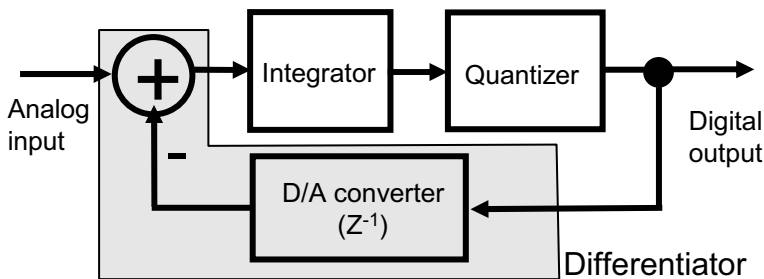 Analog
input
+
Integrator
Quantizer
Digital
output
-
D/A converter
(Z⁻¹)
Differentiator